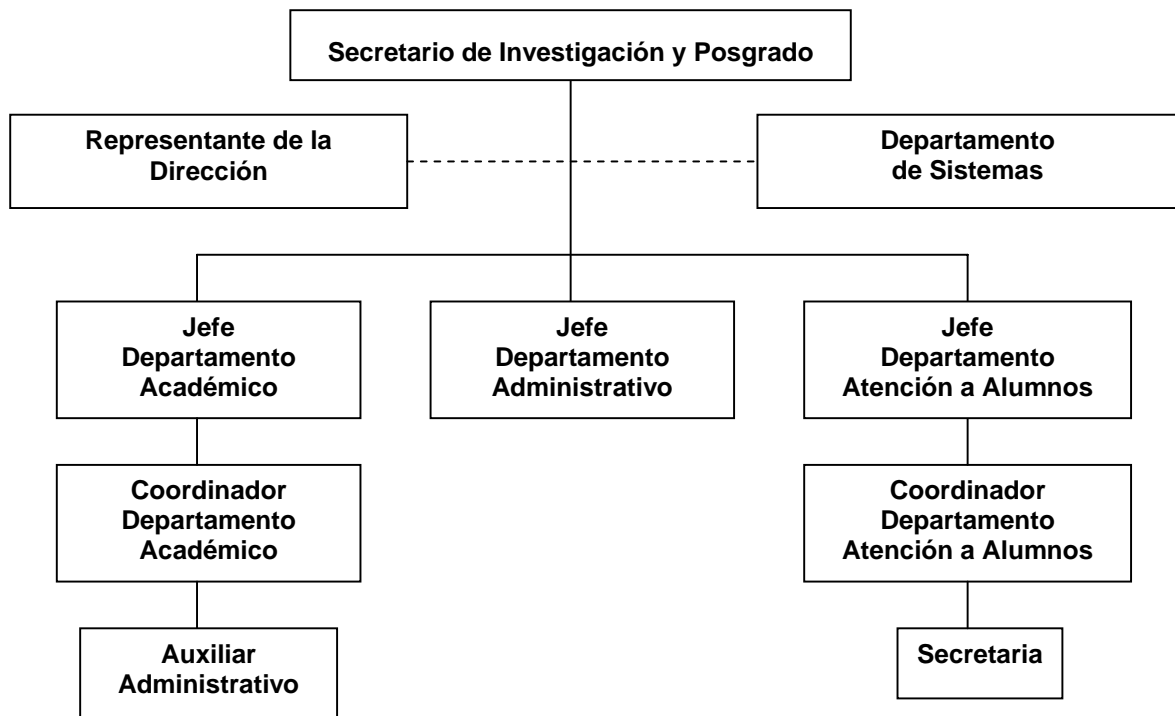 Secretario de Investigación y Posgrado
Representante de la
Dirección
Departamento
de Sistemas
Jefe
Departamento
Académico
Jefe
Departamento
Administrativo
Jefe
Departamento
Atención a Alumnos
Coordinador
Departamento
Académico
Coordinador
Departamento
Atención a Alumnos
Auxiliar
Administrativo
Secretaria